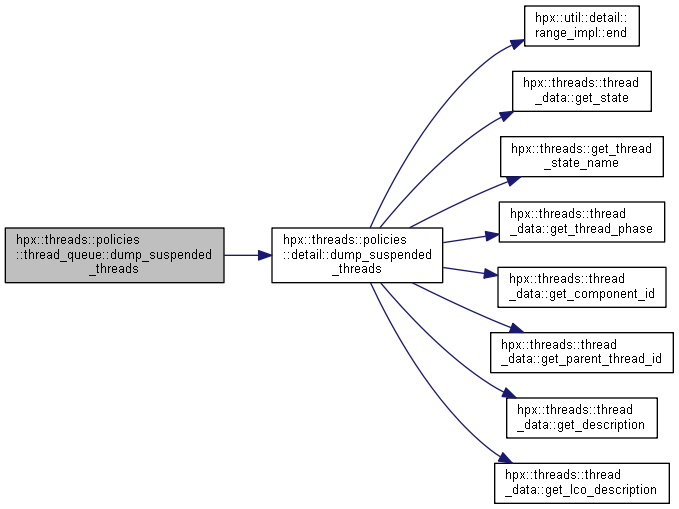 hpx::threads::policies
::thread_queue::dump_suspended
_threads
hpx::threads::policies
::detail::dump_suspended
_threads
hpx::util::detail::
range_impl::end
hpx::threads::thread
_data::get_state
hpx::threads::get_thread
_state_name
hpx::threads::thread
_data::get_thread_phase
hpx::threads::thread
_data::get_component_id
hpx::threads::thread
_data::get_parent_thread_id
hpx::threads::thread
_data::get_description
hpx::threads::thread
_data::get_lco_description